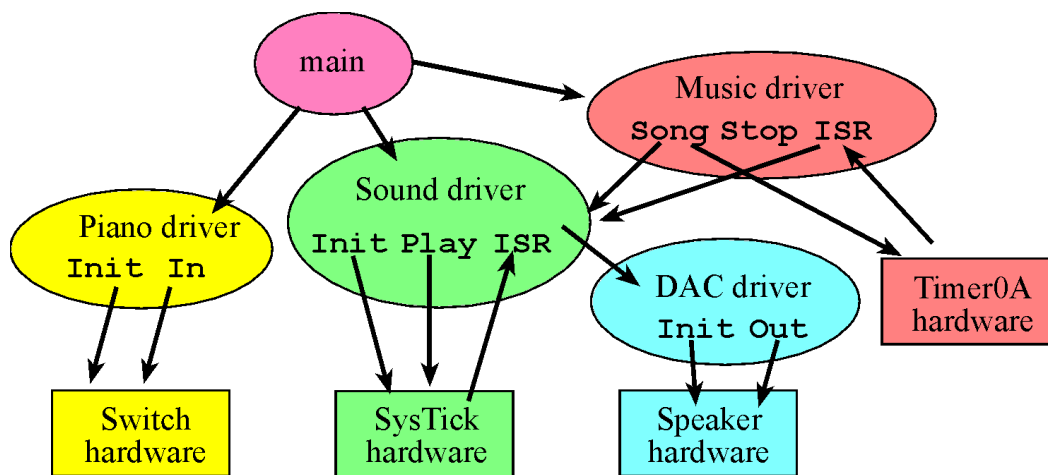 main
Music driver
Song Stop ISR
Sound driver
Init Play ISR
Piano driver
Init In
DAC driver
Init Out
Timer0A
hardware
Switch
hardware
SysTick
hardware
Speaker
hardware